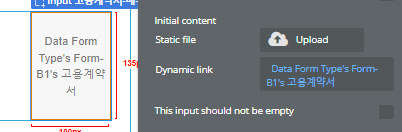 Input 고용계약서-
Data Form
Type's Form-
B1's 고용계약
서
135
100px
Initial content
Static file
Upload
Dynamic link
Data Form Type's Form-
B1's 고용계약서
This input should not be empty